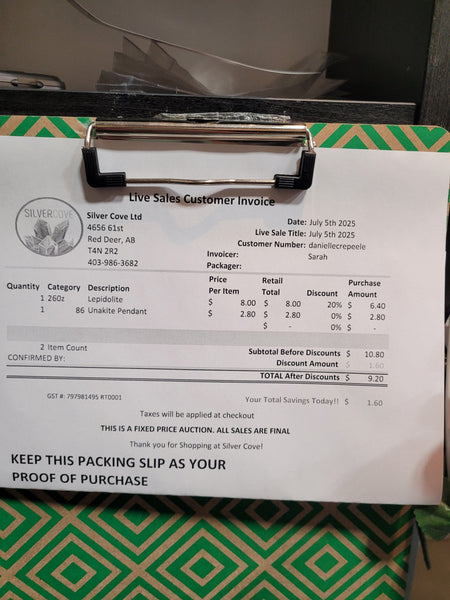 Live Sales Customer Invoice
SILVERCOVE
Silver Cove Ltd
4656 61st
Red Deer, AB
T4N 2R2
403-986-3682
Date: July 5th 2025
Live Sale Title: July 5th 2025
Customer Number: daniellecrepeele
Invoicer: Sarah
Packager:
Quantity Category Description Price Per Item Retail Total Discount Purchase Amount
1 260z Lepidolite $ 8.00 $ 8.00 20% $ 6.40
1 86 Unakite Pendant $ 2.80 $ 2.80 0% $ 2.80
$ - 0% $ -
2 Item Count
Subtotal Before Discounts $ 10.80
CONFIRMED BY:
Discount Amount $ 1.60
TOTAL After Discounts $ 9.20
GST #: 797981495 RT0001
Your Total Savings Today!! $ 1.60
Taxes will be applied at checkout
THIS IS A FIXED PRICE AUCTION. ALL SALES ARE FINAL
Thank you for Shopping at Silver Cove!
KEEP THIS PACKING SLIP AS YOUR
PROOF OF PURCHASE